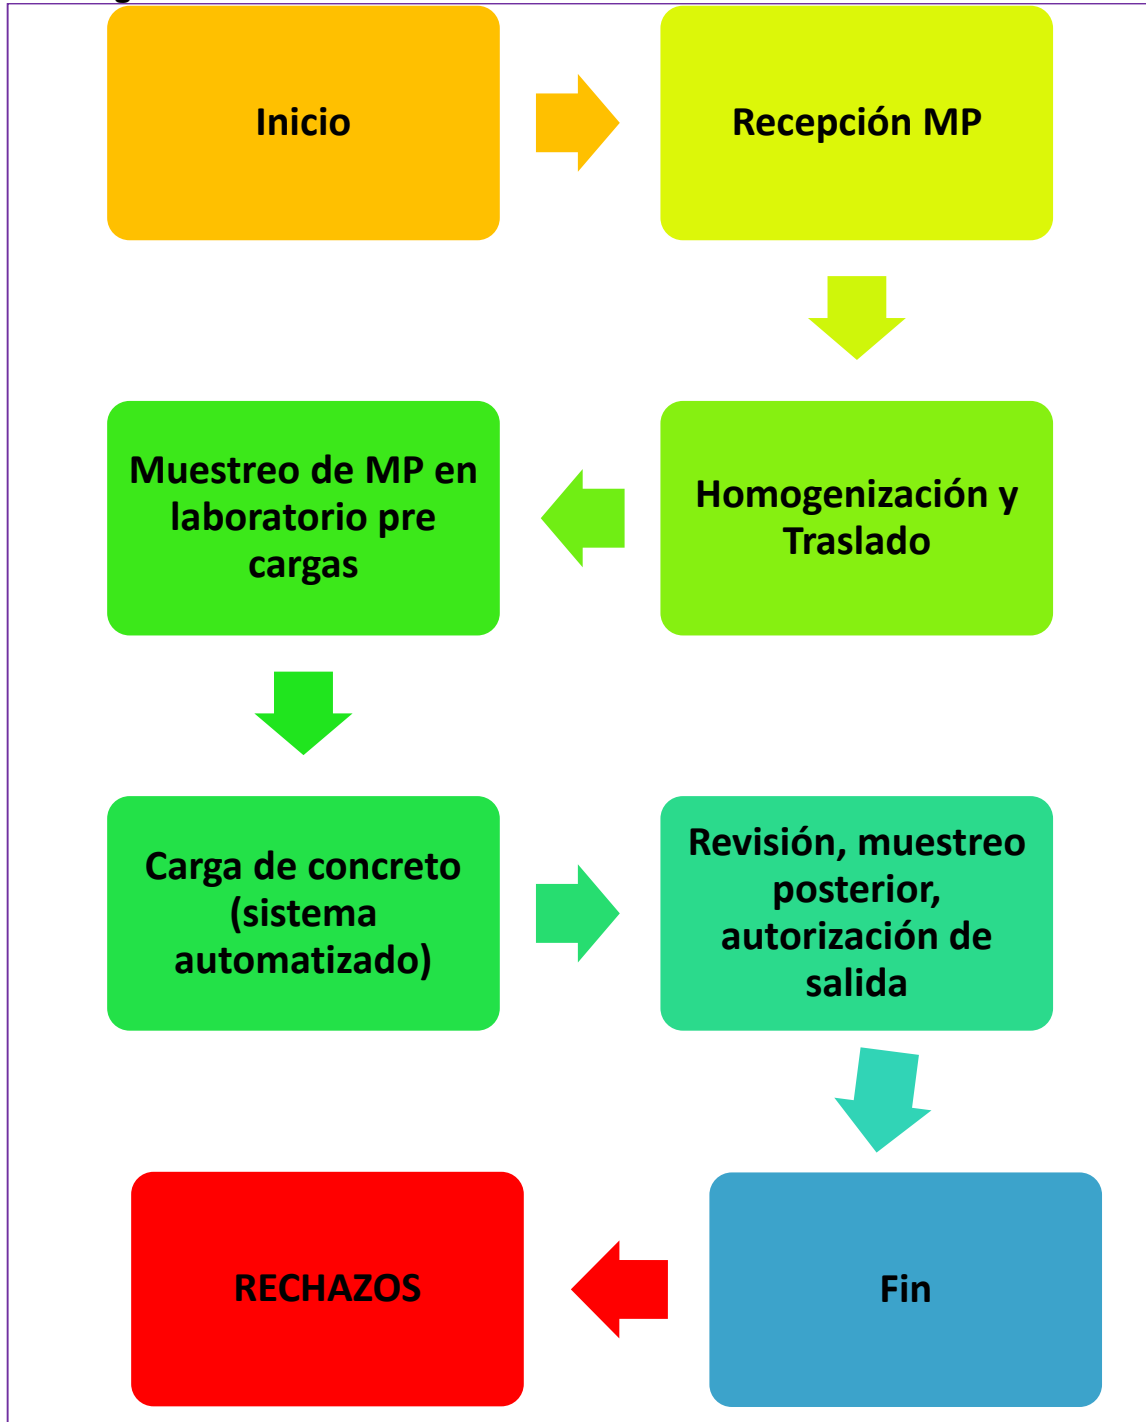 Inicio
Recepción MP
Homogenización y
Traslado
Muestreo de MP en
laboratorio pre
cargas
Carga de concreto
(sistema
automatizado)
Revisión, muestreo
posterior,
autorización de
salida
Fin
RECHAZOS